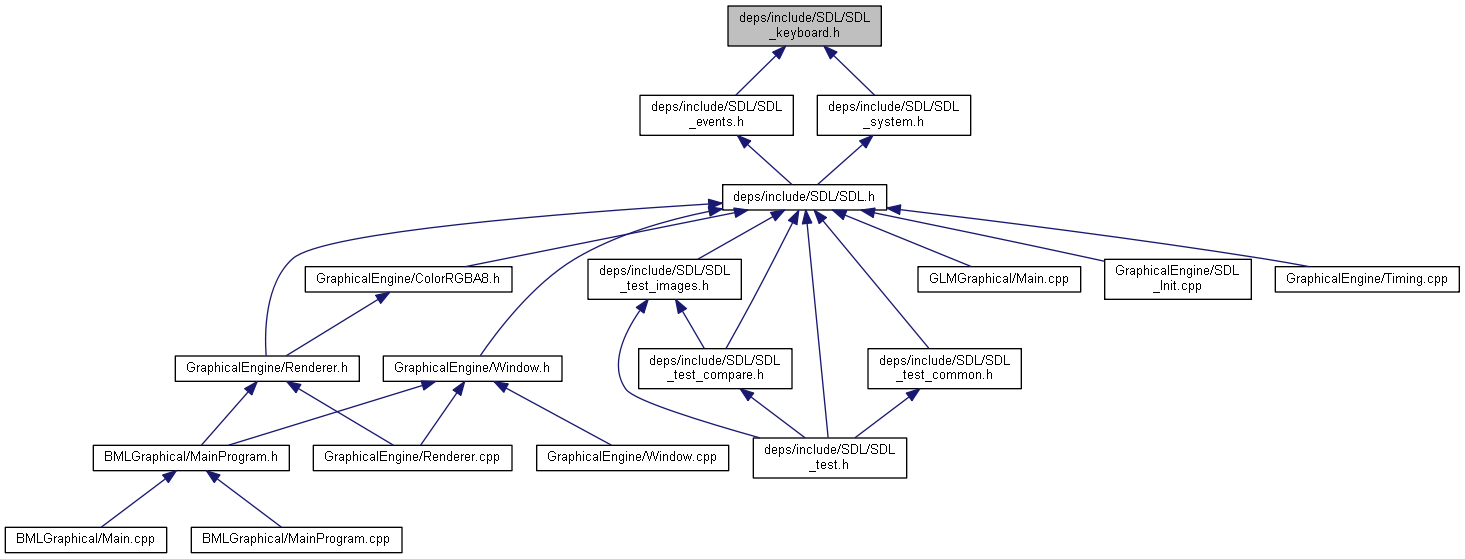 deps/include/SDL/SDL
_keyboard.h
deps/include/SDL/SDL
_events.h
deps/include/SDL/SDL
_system.h
deps/include/SDL/SDL.h
GraphicalEngine/ColorRGBA8.h
deps/include/SDL/SDL
_test_images.h
GLMGraphical/Main.cpp
GraphicalEngine/SDL
_Init.cpp
GraphicalEngine/Timing.cpp
GraphicalEngine/Renderer.h
GraphicalEngine/Window.h
deps/include/SDL/SDL
_test_compare.h
deps/include/SDL/SDL
_test_common.h
BMLGraphical/MainProgram.h
GraphicalEngine/Renderer.cpp
GraphicalEngine/Window.cpp
deps/include/SDL/SDL
_test.h
BMLGraphical/Main.cpp
BMLGraphical/MainProgram.cpp